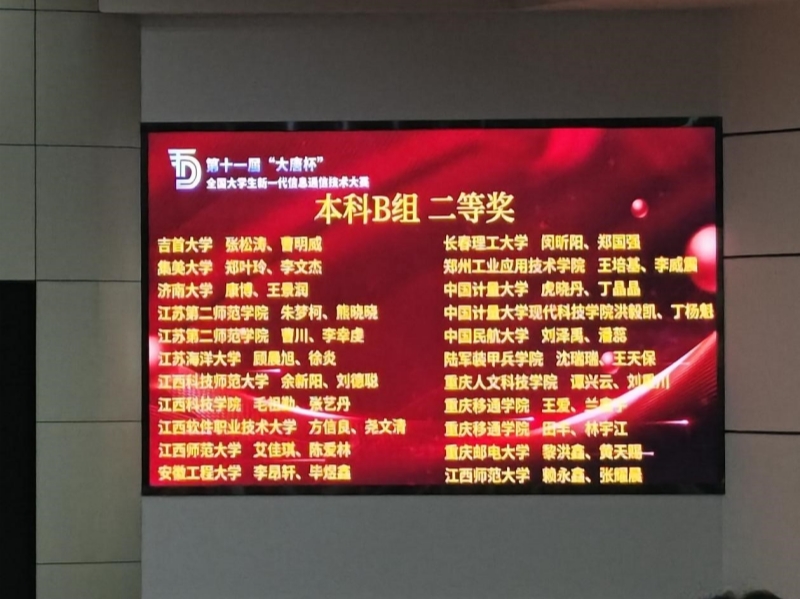 第十一届“大唐杯”
全国大学生新一代信息通信技术大赛
本科B组 二等奖
吉首大学 张松涛、曹明威
集美大学 郑叶玲、李文杰
济南大学 康博、王景润
江苏第二师范学院 朱梦柯、熊晓晓
江苏第二师范学院 曹川、李幸虔
江苏海洋大学 顾晨旭、徐炎
江西科技师范大学 余新阳、刘德聪
江西科技学院 毛祖勤、张艺丹
江西软件职业技术大学 方信良、尧文清
江西师范大学 艾佳琪、陈爱林
安徽工程大学 李昂轩、毕煜鑫
长春理工大学 闵昕阳、郑国强
郑州工业应用技术学院 王培基、李威震
中国计量大学 虎晓丹、丁晶晶
中国计量大学现代科技学院洪毅凯、丁杨魁
中国民航大学 刘泽禹、潘蕊
陆军装甲兵学院 沈瑞瑞、王天保
重庆人文科技学院 谭兴云、刘川
重庆移通学院 王爱、兰
重庆移通学院 田丰、林宇江
重庆邮电大学 黎洪鑫、黄天赐
江西师范大学 赖永鑫、张耀晨